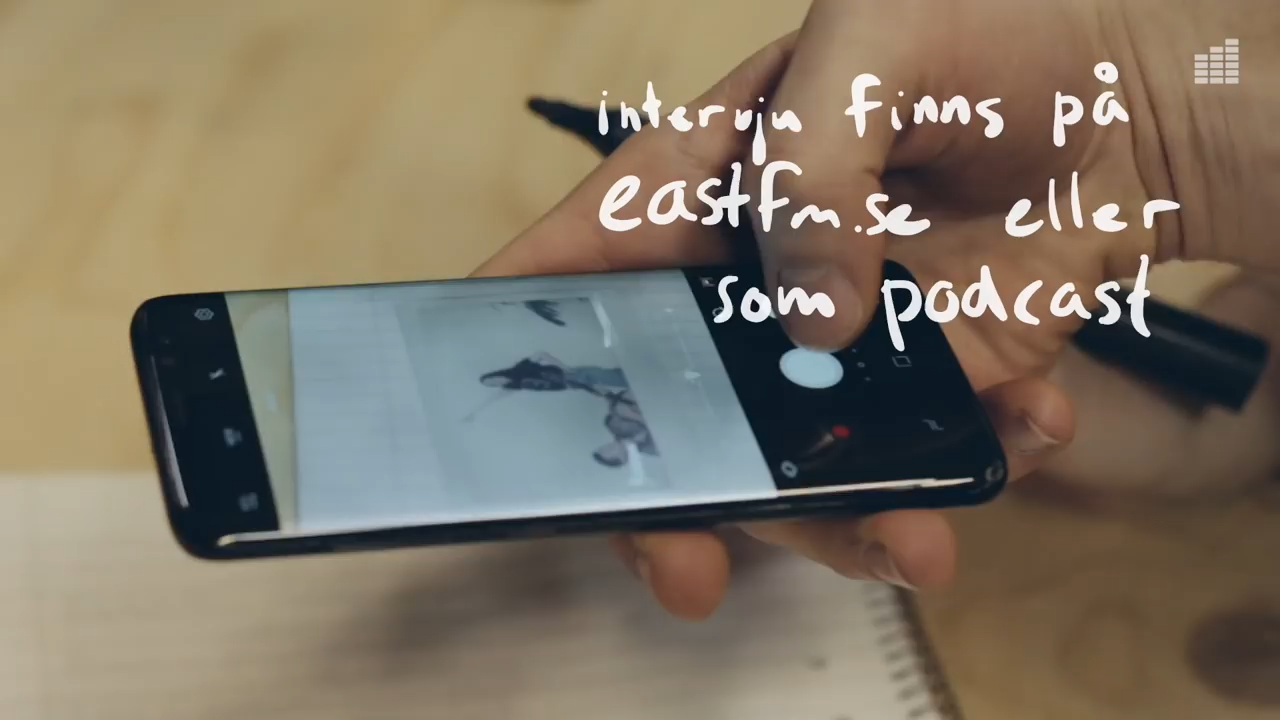 intervju finns på
eastfm.se eller
som podcast